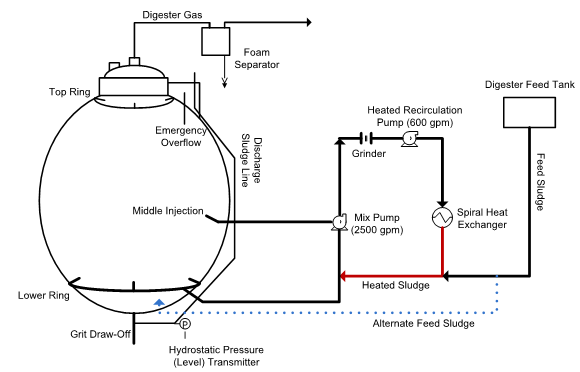 Digester Gas
Foam
Separator
Digester Feed Tank
Top Ring
Heated Recirculation
Pump (600 gpm)
Emergency
Overflow
Discharge
Sludge Line
Grinder
Feed Sludge
Middle Injection
Mix Pump
(2500 gpm)
Spiral Heat
Exchanger
Heated Sludge
Lower Ring
Alternate Feed Sludge
Grit Draw-Off
P
I
Hydrostatic Pressure
(Level) Transmitter